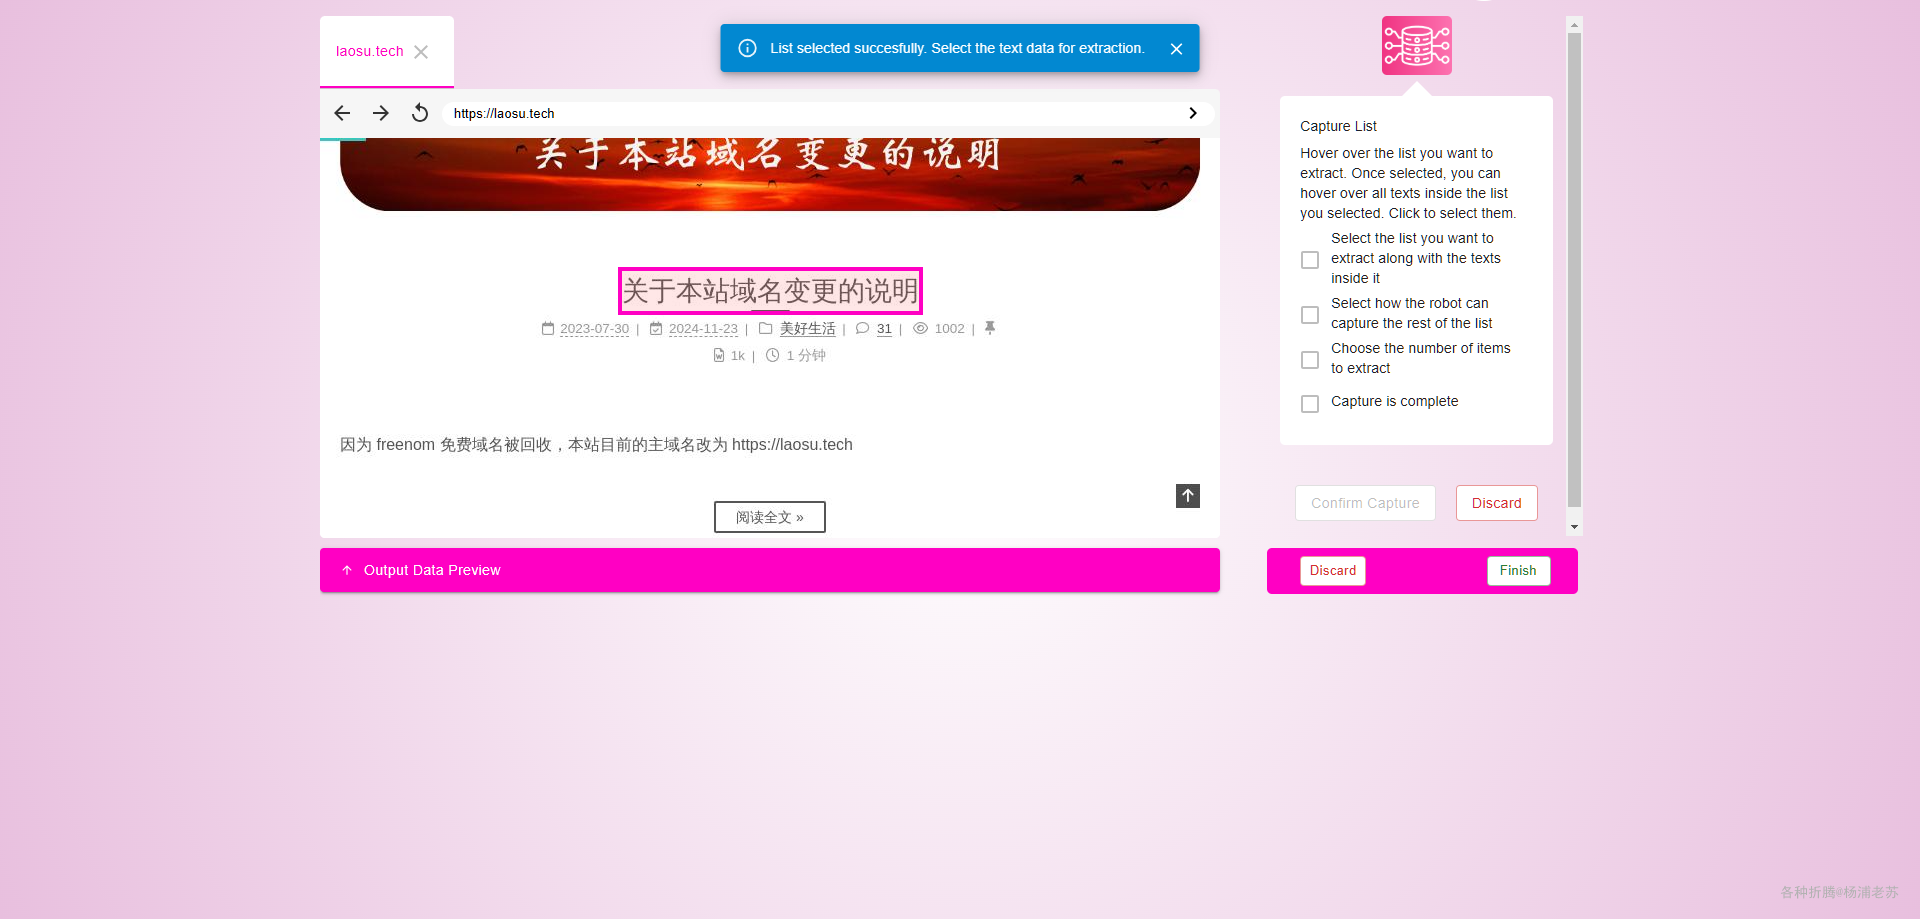 laosu.tech
List selected succesfully. Select the text data for extraction.
https://laosu.tech
关于本站域名变更的说明
关于本站域名变更的说明
2023-07-30 | 2024-11-23 | 美好生活 | 31 | 1002 |
1k | 1 分钟
因为 freenom 免费域名被回收，本站目前的主域名改为 https://laosu.tech
阅读全文 »
Output Data Preview
Capture List
Hover over the list you want to
extract. Once selected, you can
hover over all texts inside the list
you selected. Click to select them.
Select the list you want to
extract along with the texts
inside it
Select how the robot can
capture the rest of the list
Choose the number of items
to extract
Capture is complete
Confirm Capture
Discard
Discard
Finish
各种折腾@杨浦老苏